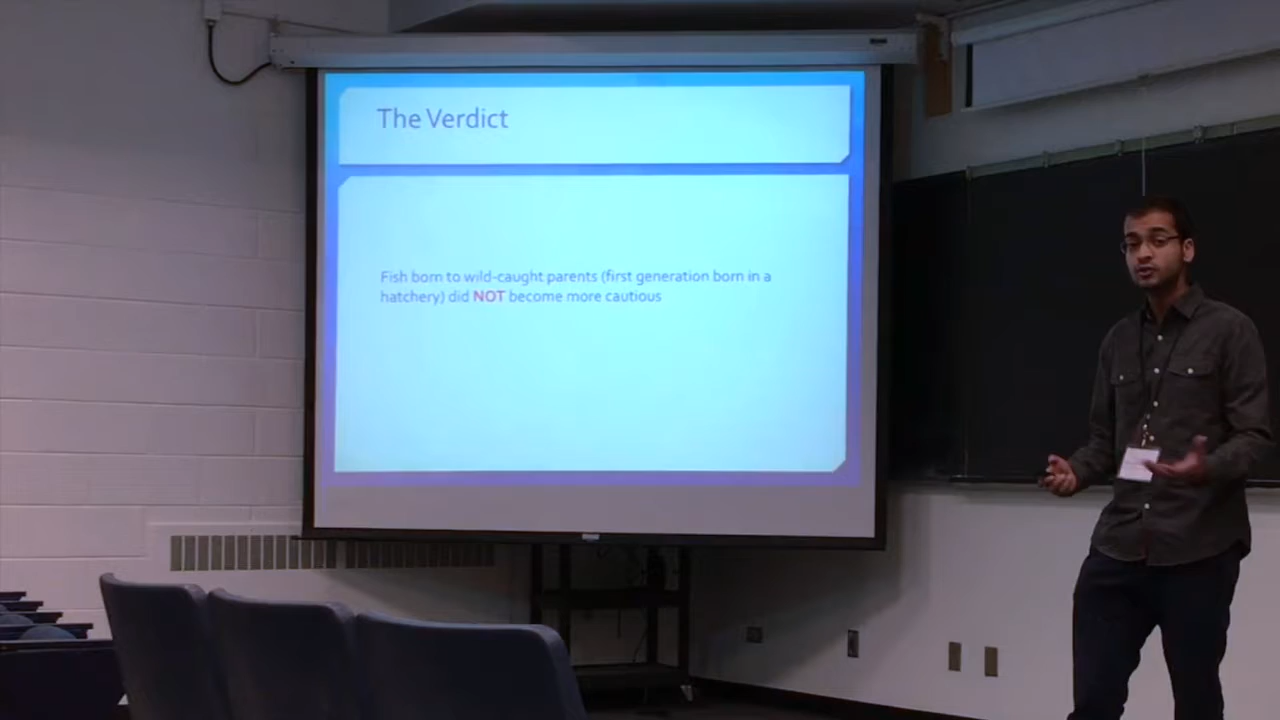 The Verdict
Fish born to wild-caught parents (first generation born in a
hatchery) did NOT become more cautious